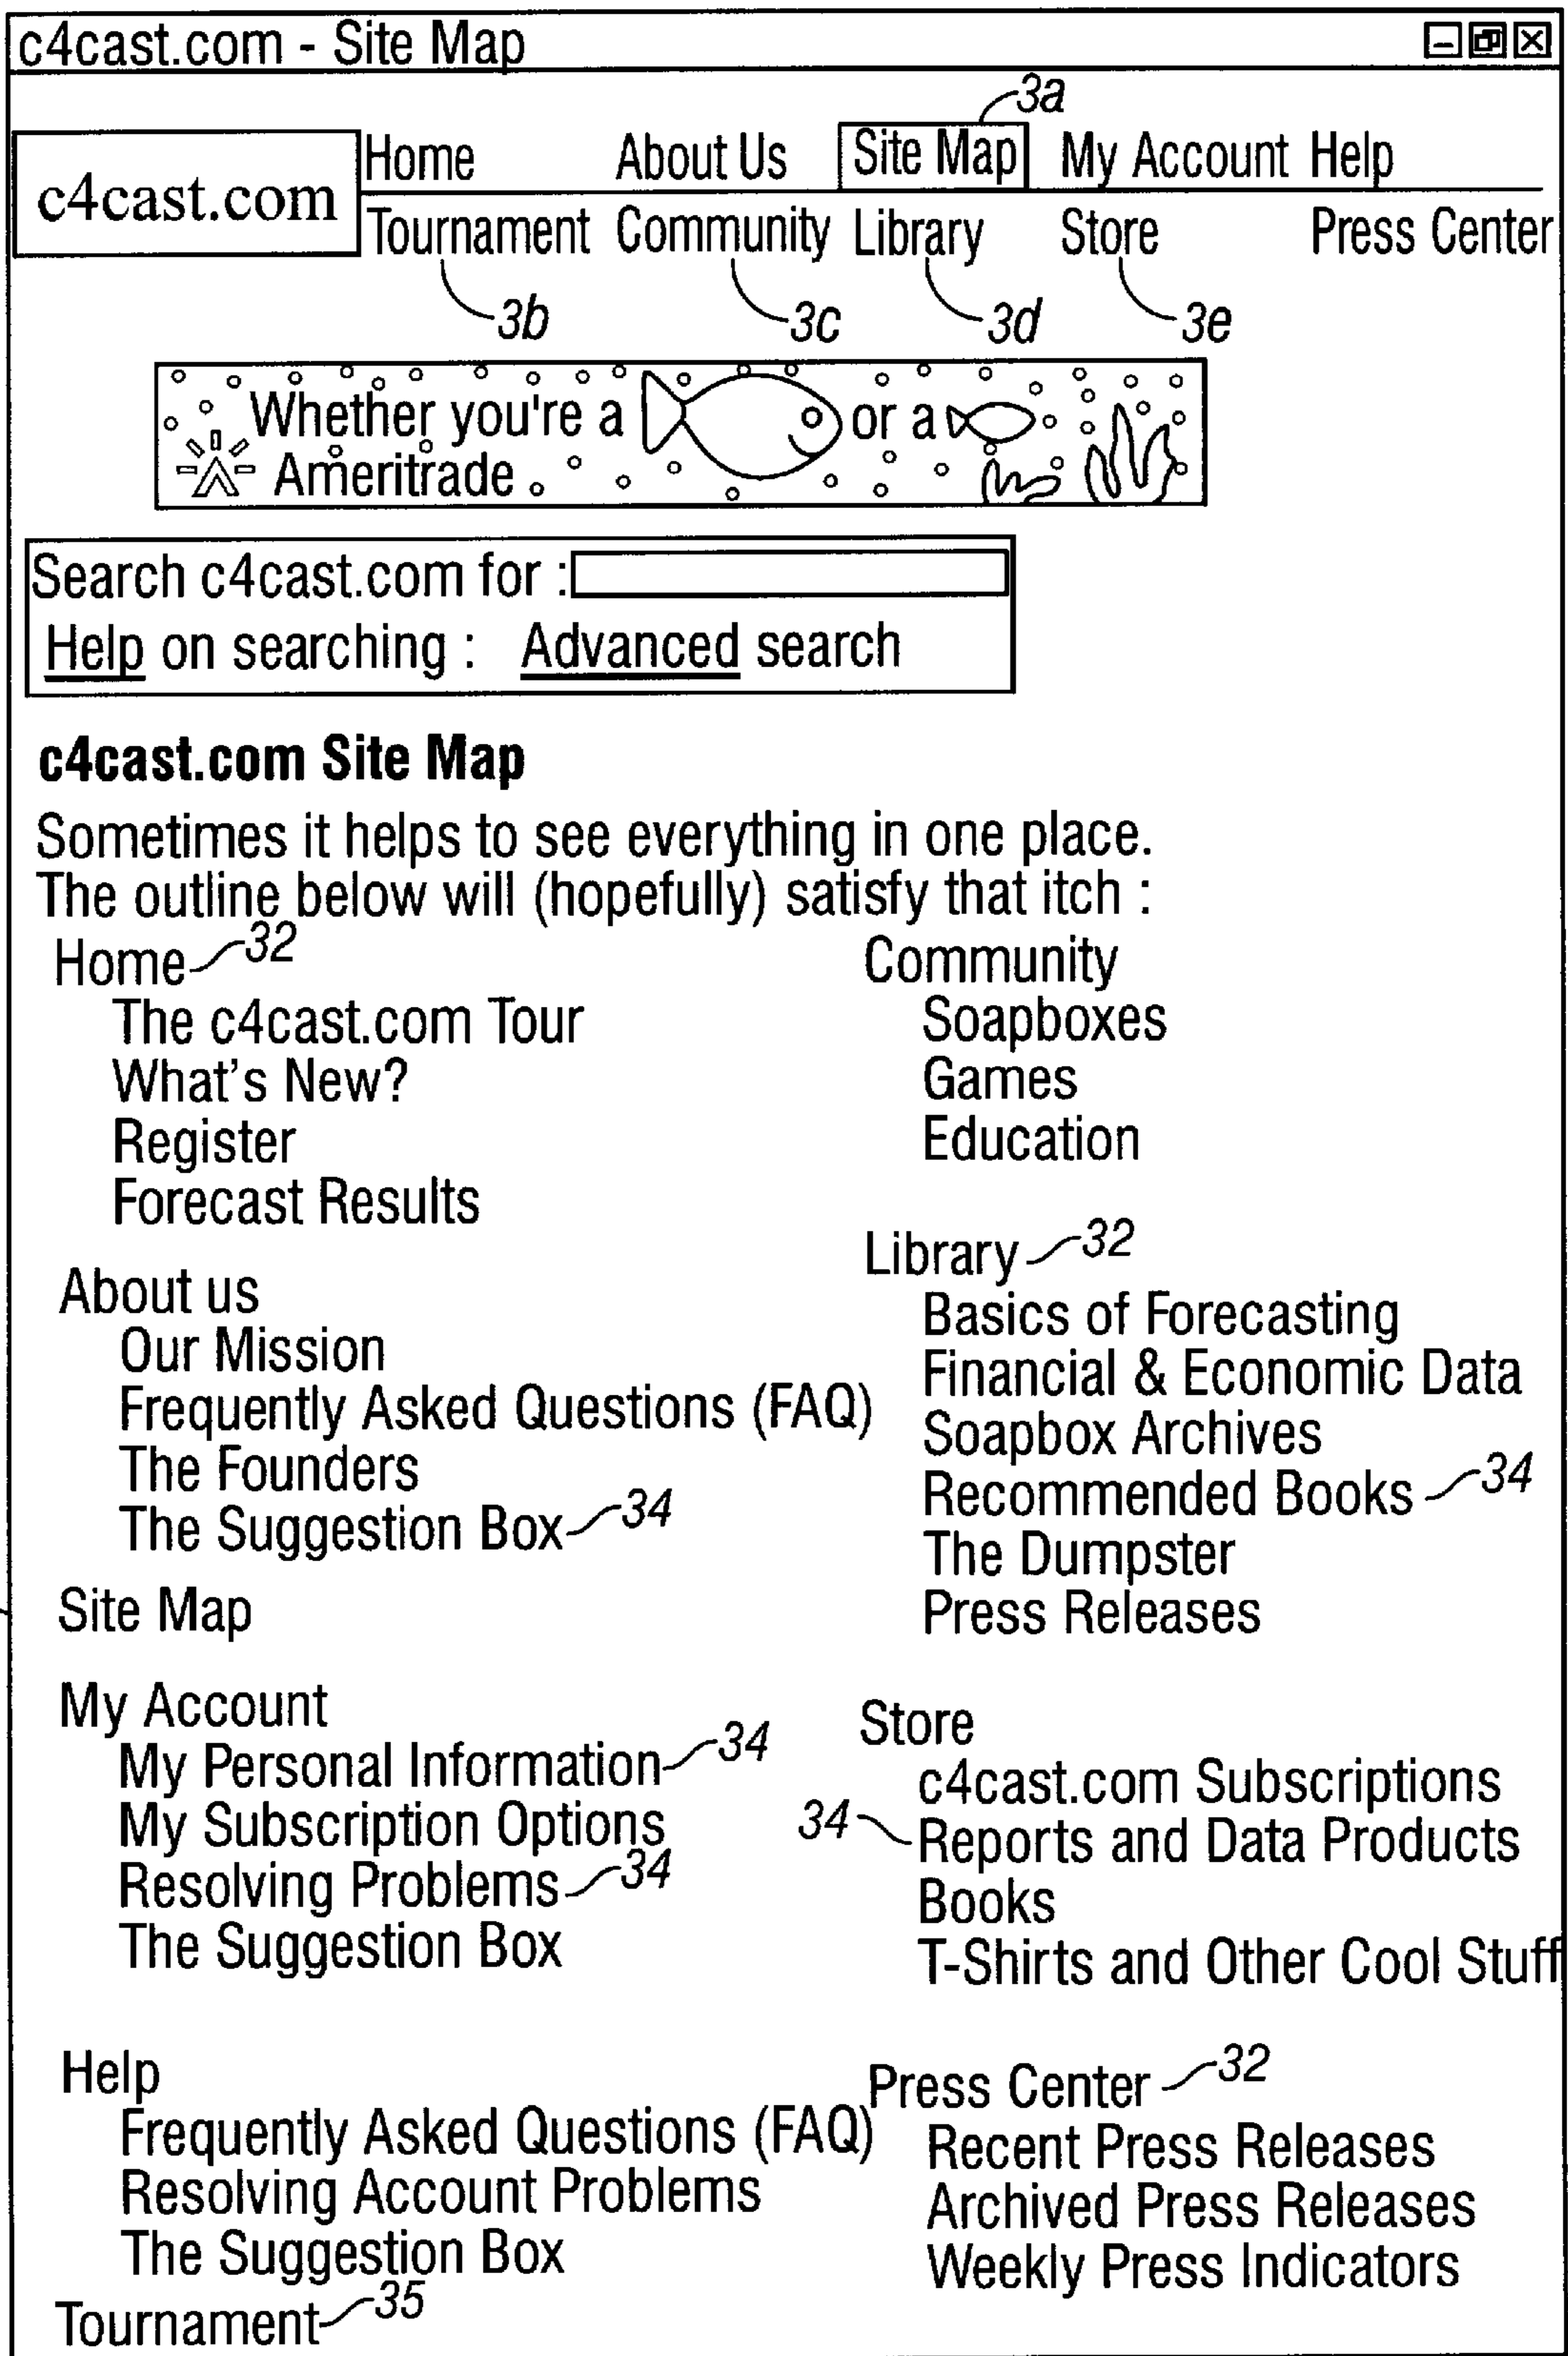 c4cast.com - Site Map
3a
c4cast.com
Home About Us Site Map My Account Help
Tournament Community Library Store Press Center
3b 3c 3d 3e
Whether you're a or a
Ameritrade
Search c4cast.com for :
Help on searching : Advanced search
c4cast.com Site Map
Sometimes it helps to see everything in one place.
The outline below will (hopefully) satisfy that itch :
Home 32
The c4cast.com Tour
What's New?
Register
Forecast Results
About us
Our Mission
Frequently Asked Questions (FAQ)
The Founders
The Suggestion Box 34
Site Map
My Account
My Personal Information 34
My Subscription Options
Resolving Problems 34
The Suggestion Box
Help
Frequently Asked Questions (FAQ)
Resolving Account Problems
The Suggestion Box
Tournament 35
Community
Soapboxes
Games
Education
Library 32
Basics of Forecasting
Financial & Economic Data
Soapbox Archives
Recommended Books 34
The Dumpster
Press Releases
Store
c4cast.com Subscriptions
34 Reports and Data Products
Books
T-Shirts and Other Cool Stuff
Press Center 32
Recent Press Releases
Archived Press Releases
Weekly Press Indicators